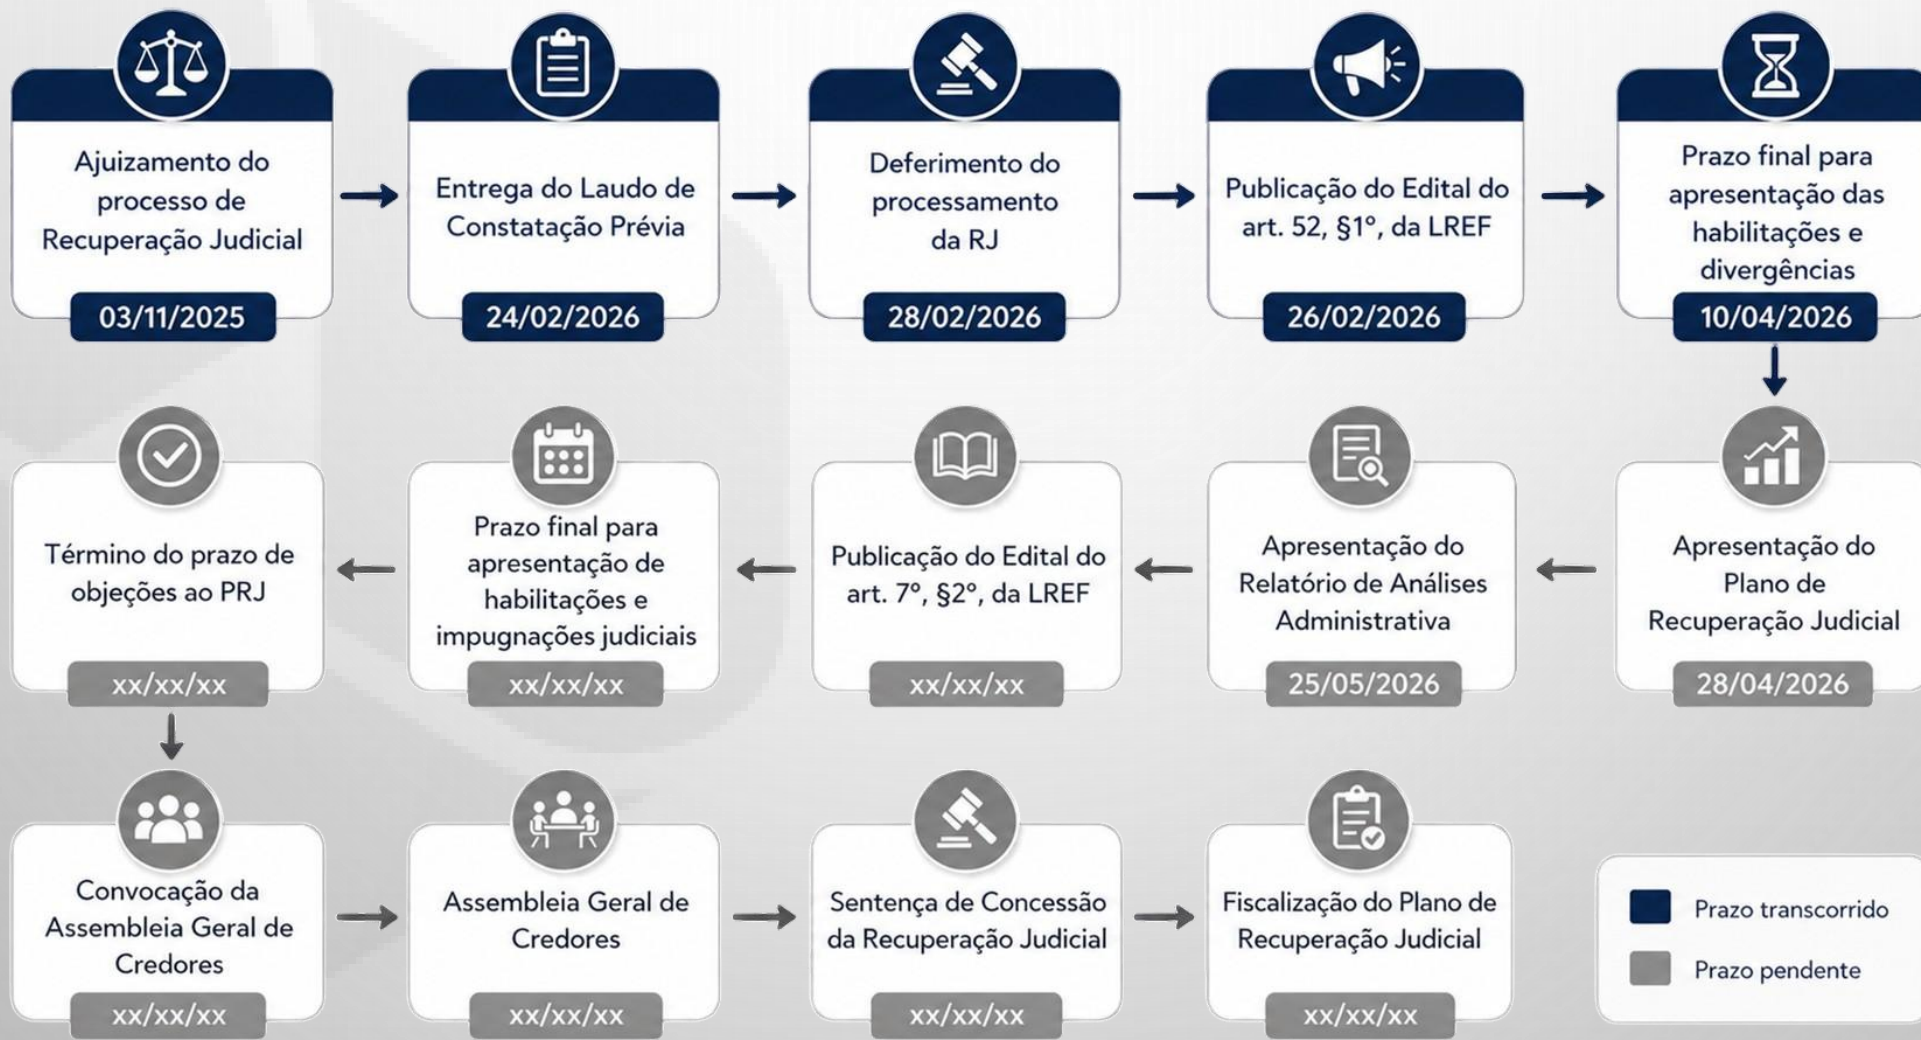 Ajuizamento do
processo de
Recuperação Judicial
03/11/2025
Entrega do Laudo de
Constatação Prévia
24/02/2026
Deferimento do
processamento
da RJ
28/02/2026
Publicação do Edital do
art. 52, §1º, da LREF
26/02/2026
Prazo final para
apresentação das
habilitações e
divergências
10/04/2026
Apresentação do
Plano de
Recuperação Judicial
28/04/2026
Apresentação do
Relatório de Análises
Administrativa
25/05/2026
Publicação do Edital do
art. 7º, §2º, da LREF
xx/xx/xx
Prazo final para
apresentação de
habilitações e
impugnações judiciais
xx/xx/xx
Término do prazo de
objeções ao PRJ
xx/xx/xx
Convocação da
Assembleia Geral de
Credores
xx/xx/xx
Assembleia Geral de
Credores
xx/xx/xx
Sentença de Concessão
da Recuperação Judicial
xx/xx/xx
Fiscalização do Plano de
Recuperação Judicial
xx/xx/xx
Prazo transcorrido
Prazo pendente